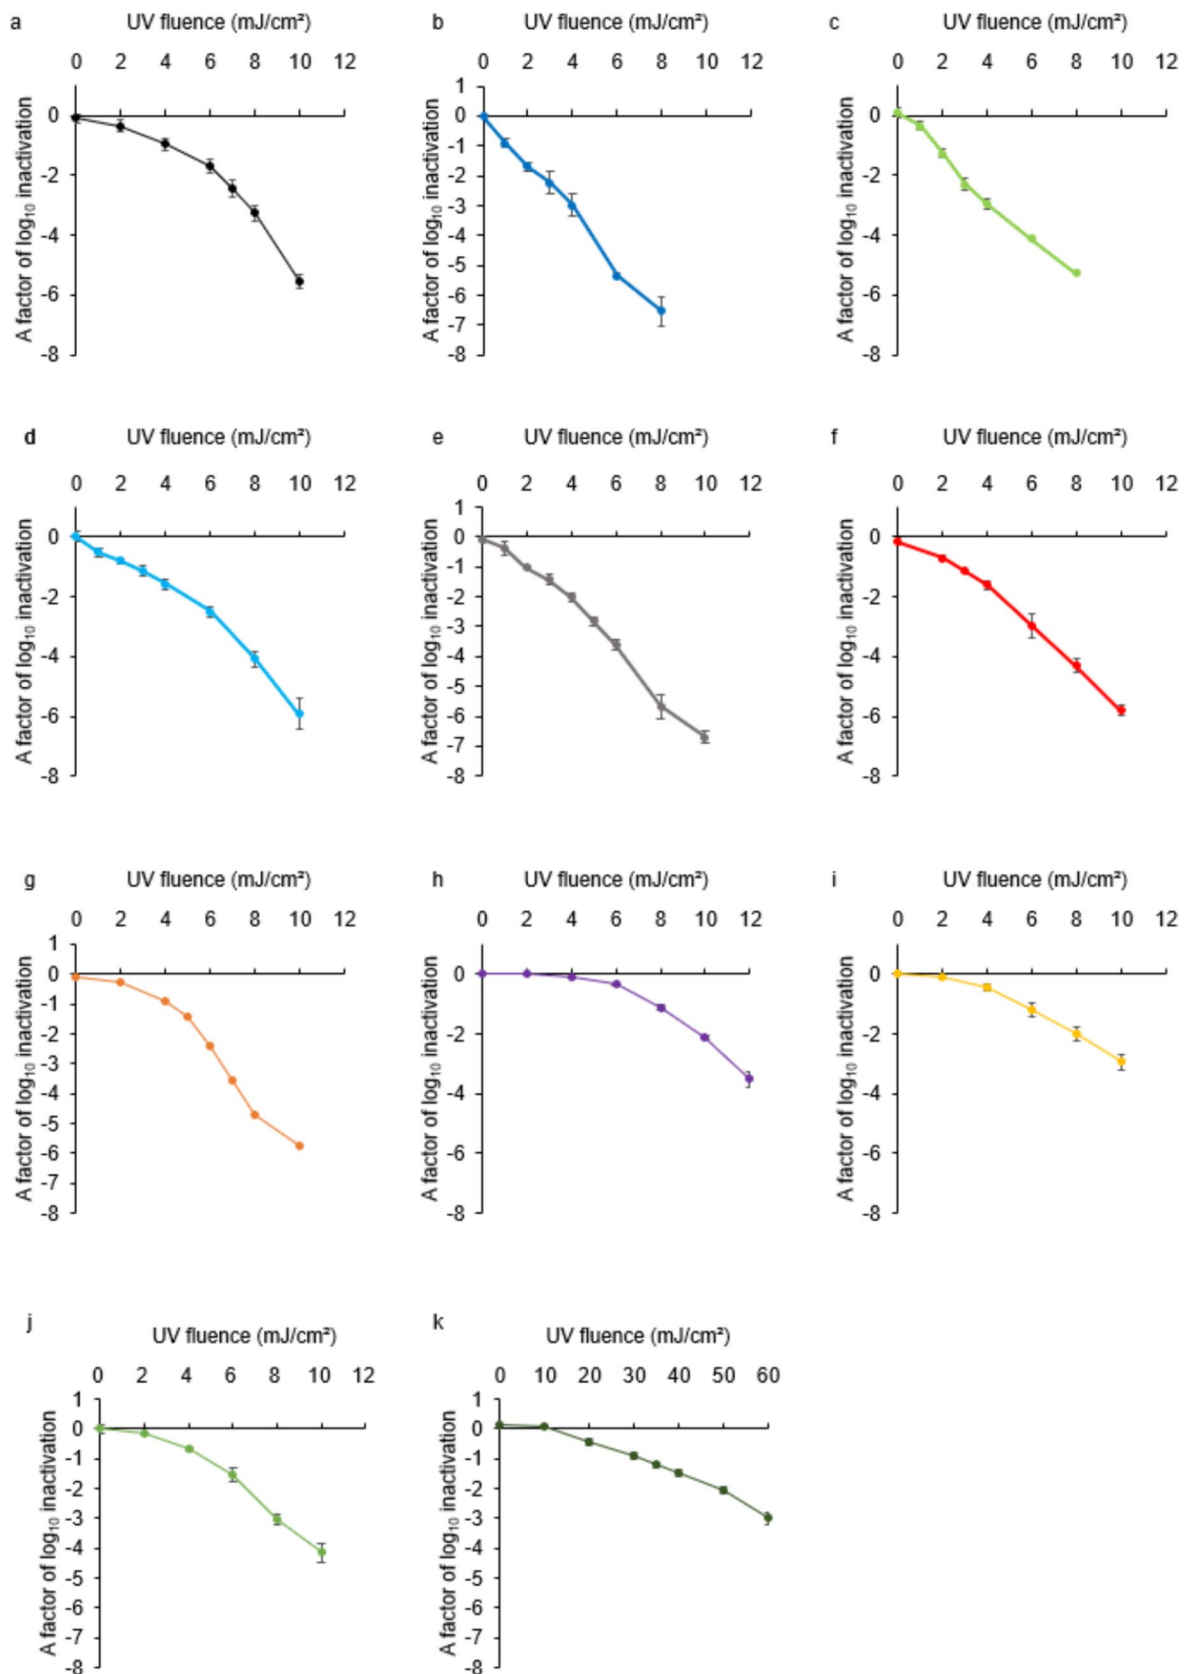 a UV fluence (mJ/cm²)
0 2 4 6 8 10 12
0
-2
-4
-6
-8
A factor of log₁₀ inactivation
b UV fluence (mJ/cm²)
0 2 4 6 8 10 12
1
0
-1
-2
-3
-4
-5
-6
-7
-8
A factor of log₁₀ inactivation
c UV fluence (mJ/cm²)
0 2 4 6 8 10 12
0
-2
-4
-6
-8
A factor of log₁₀ inactivation
d UV fluence (mJ/cm²)
0 2 4 6 8 10 12
0
-2
-4
-6
-8
A factor of log₁₀ inactivation
e UV fluence (mJ/cm²)
0 2 4 6 8 10 12
1
0
-1
-2
-3
-4
-5
-6
-7
-8
A factor of log₁₀ inactivation
f UV fluence (mJ/cm²)
0 2 4 6 8 10 12
0
-2
-4
-6
-8
A factor of log₁₀ inactivation
g UV fluence (mJ/cm²)
0 2 4 6 8 10 12
1
0
-1
-2
-3
-4
-5
-6
-7
-8
A factor of log₁₀ inactivation
h UV fluence (mJ/cm²)
0 2 4 6 8 10 12
0
-2
-4
-6
-8
A factor of log₁₀ inactivation
i UV fluence (mJ/cm²)
0 2 4 6 8 10 12
0
-2
-4
-6
-8
A factor of log₁₀ inactivation
j UV fluence (mJ/cm²)
0 2 4 6 8 10 12
1
0
-1
-2
-3
-4
-5
-6
-7
-8
A factor of log₁₀ inactivation
k UV fluence (mJ/cm²)
0 10 20 30 40 50 60
1
0
-1
-2
-3
-4
-5
-6
-7
-8
A factor of log₁₀ inactivation